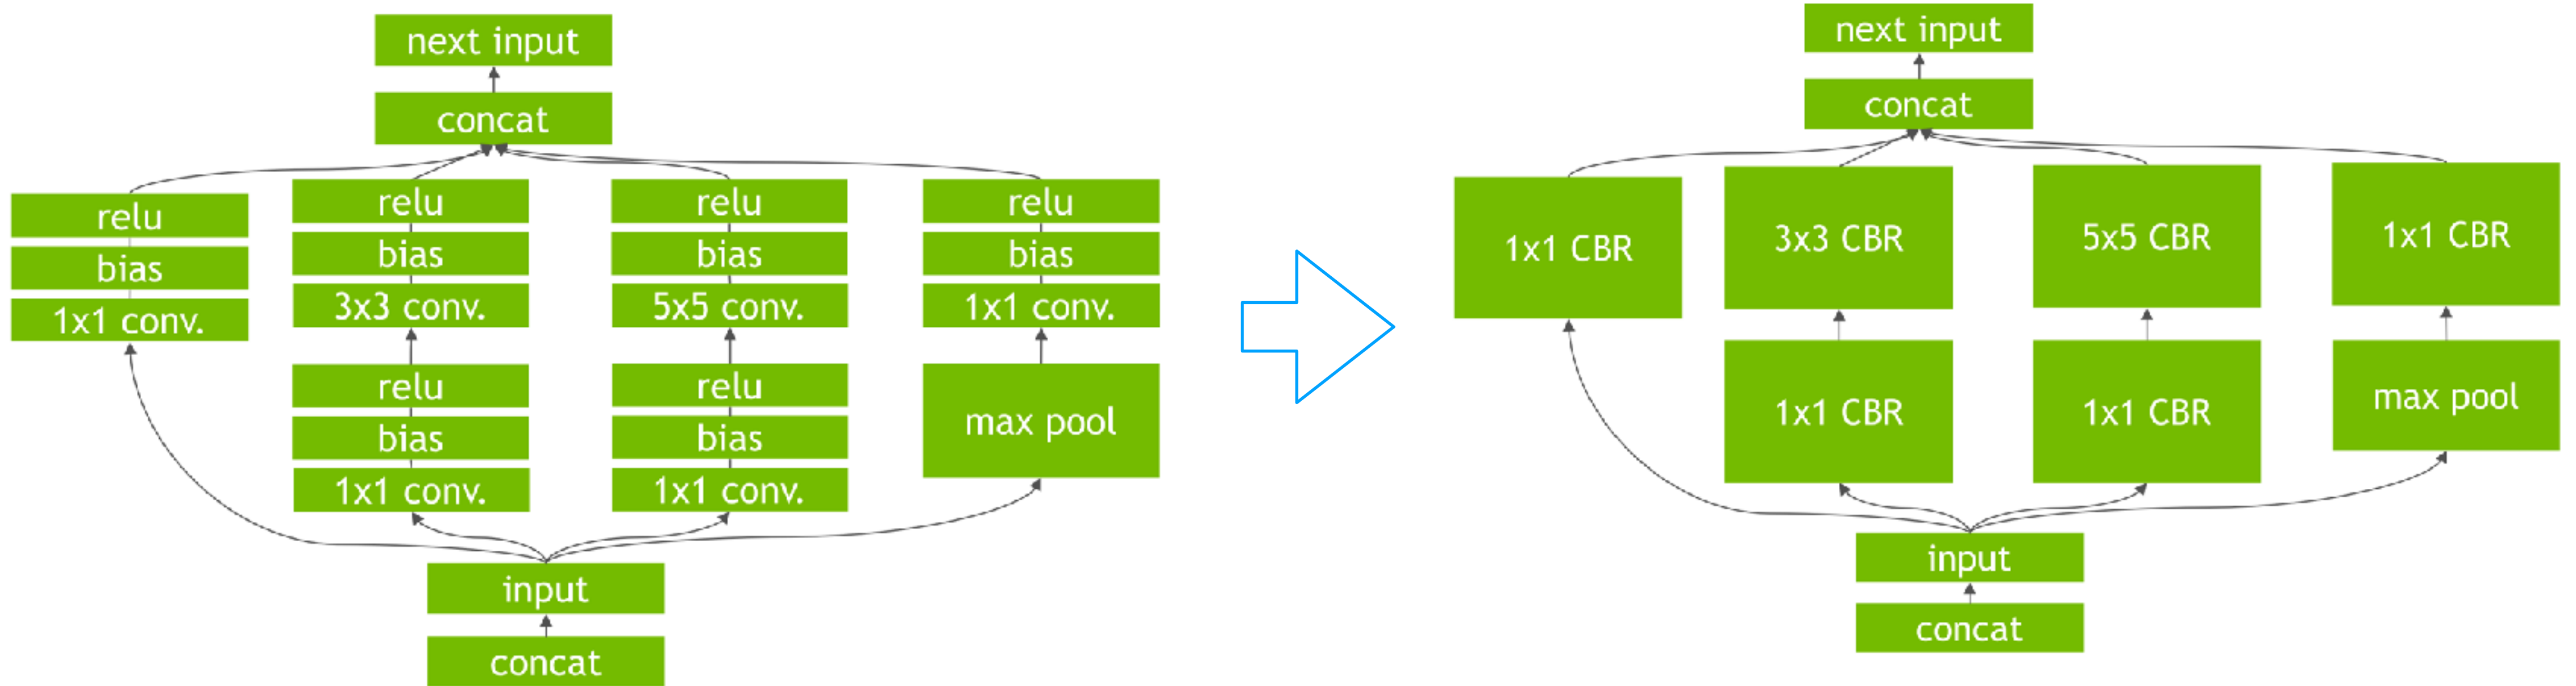 next input
concat
relu
bias
1x1 conv.
relu
bias
3x3 conv.
relu
bias
1x1 conv.
relu
bias
5x5 conv.
relu
bias
1x1 conv.
relu
bias
1x1 conv.
max pool
input
concat
next input
concat
1x1 CBR
3x3 CBR
1x1 CBR
5x5 CBR
1x1 CBR
1x1 CBR
max pool
input
concat